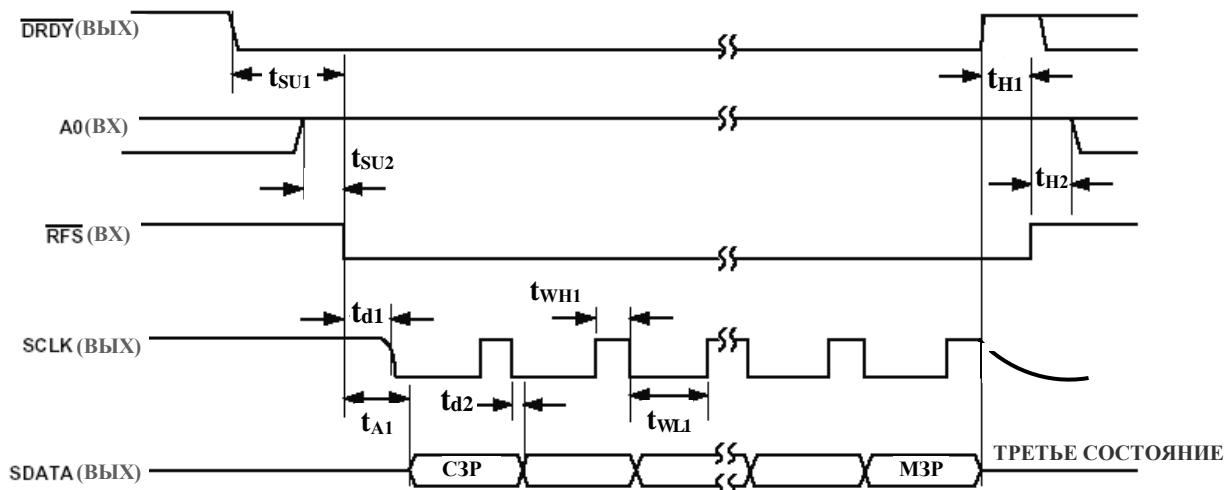 DRDY (ВЫХ)
tSU1
tH1
A0 (ВХ)
tSU2
tH2
RFS (ВХ)
tWH1
td1
SCLK (ВЫХ)
tA1
td2
tWL1
SDATA (ВЫХ)
СЗР
МЗР
ТРЕТЬЕ СОСТОЯНИЕ